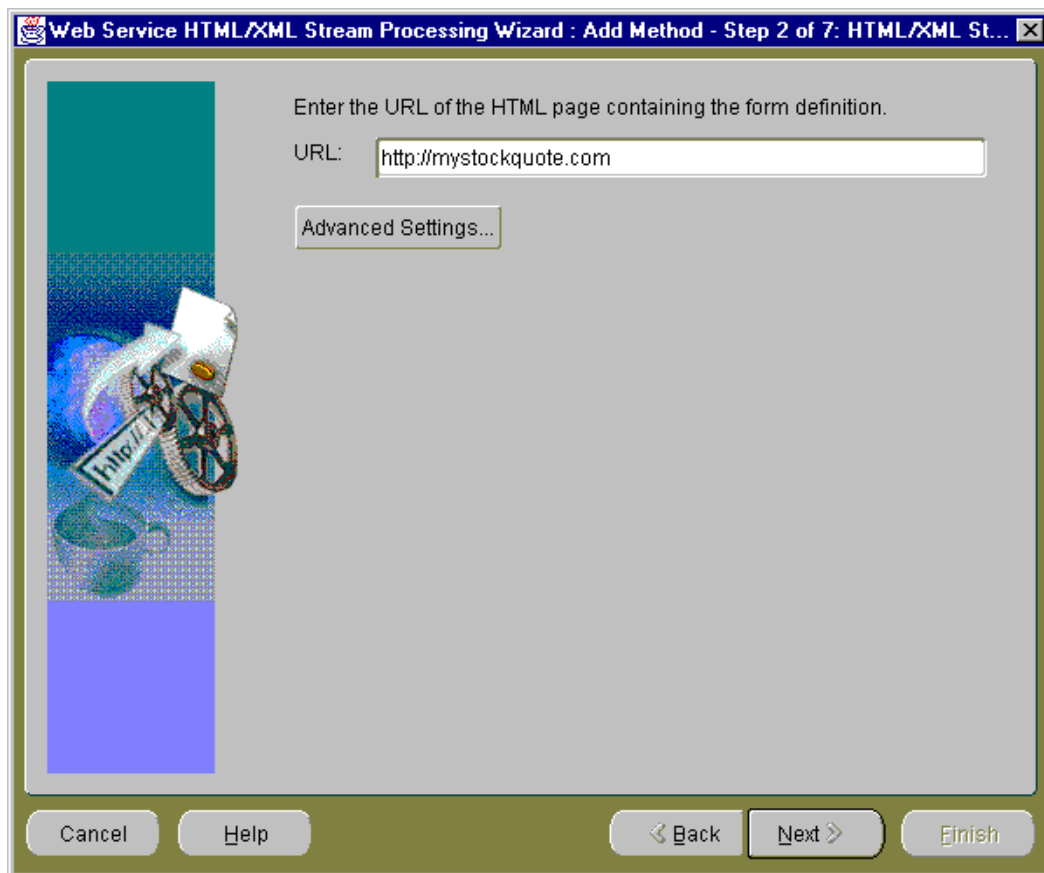 Web Service HTML/XML Stream Processing Wizard : Add Method - Step 2 of 7: HTML/XML St...
Enter the URL of the HTML page containing the form definition.
URL: http://mystockquote.com
Advanced Settings...
http://
Cancel Help Back Next Finish